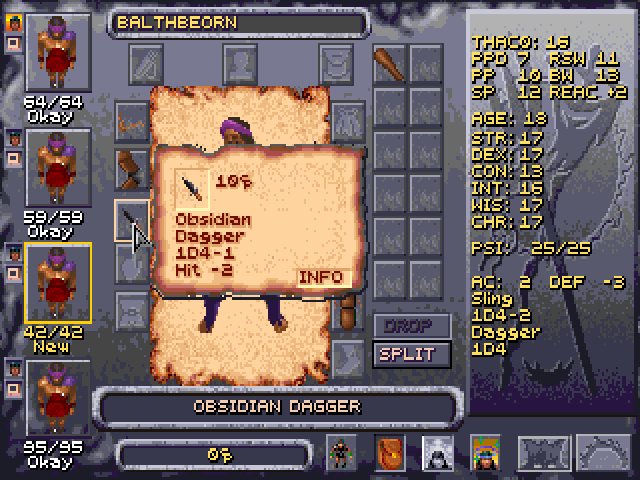 BALTHBEORN
64/64
Okay
59/59
Okay
42/42
New
95/95
Okay
10
Obsidian
Dagger
1D4-1
Hit -2
INFO
DROP
SPLIT
OBSIDIAN DAGGER
0
THAC0: 16
PPD 7 RSW 11
PP 10 BW 13
SP 12 REAC +2
AGE: 18
STR: 17
DEX: 17
CON: 13
INT: 16
WIS: 17
CHR: 17
PSI: 25/25
AC: 2 DEF -3
Sling
1D4-2
Dagger
1D4